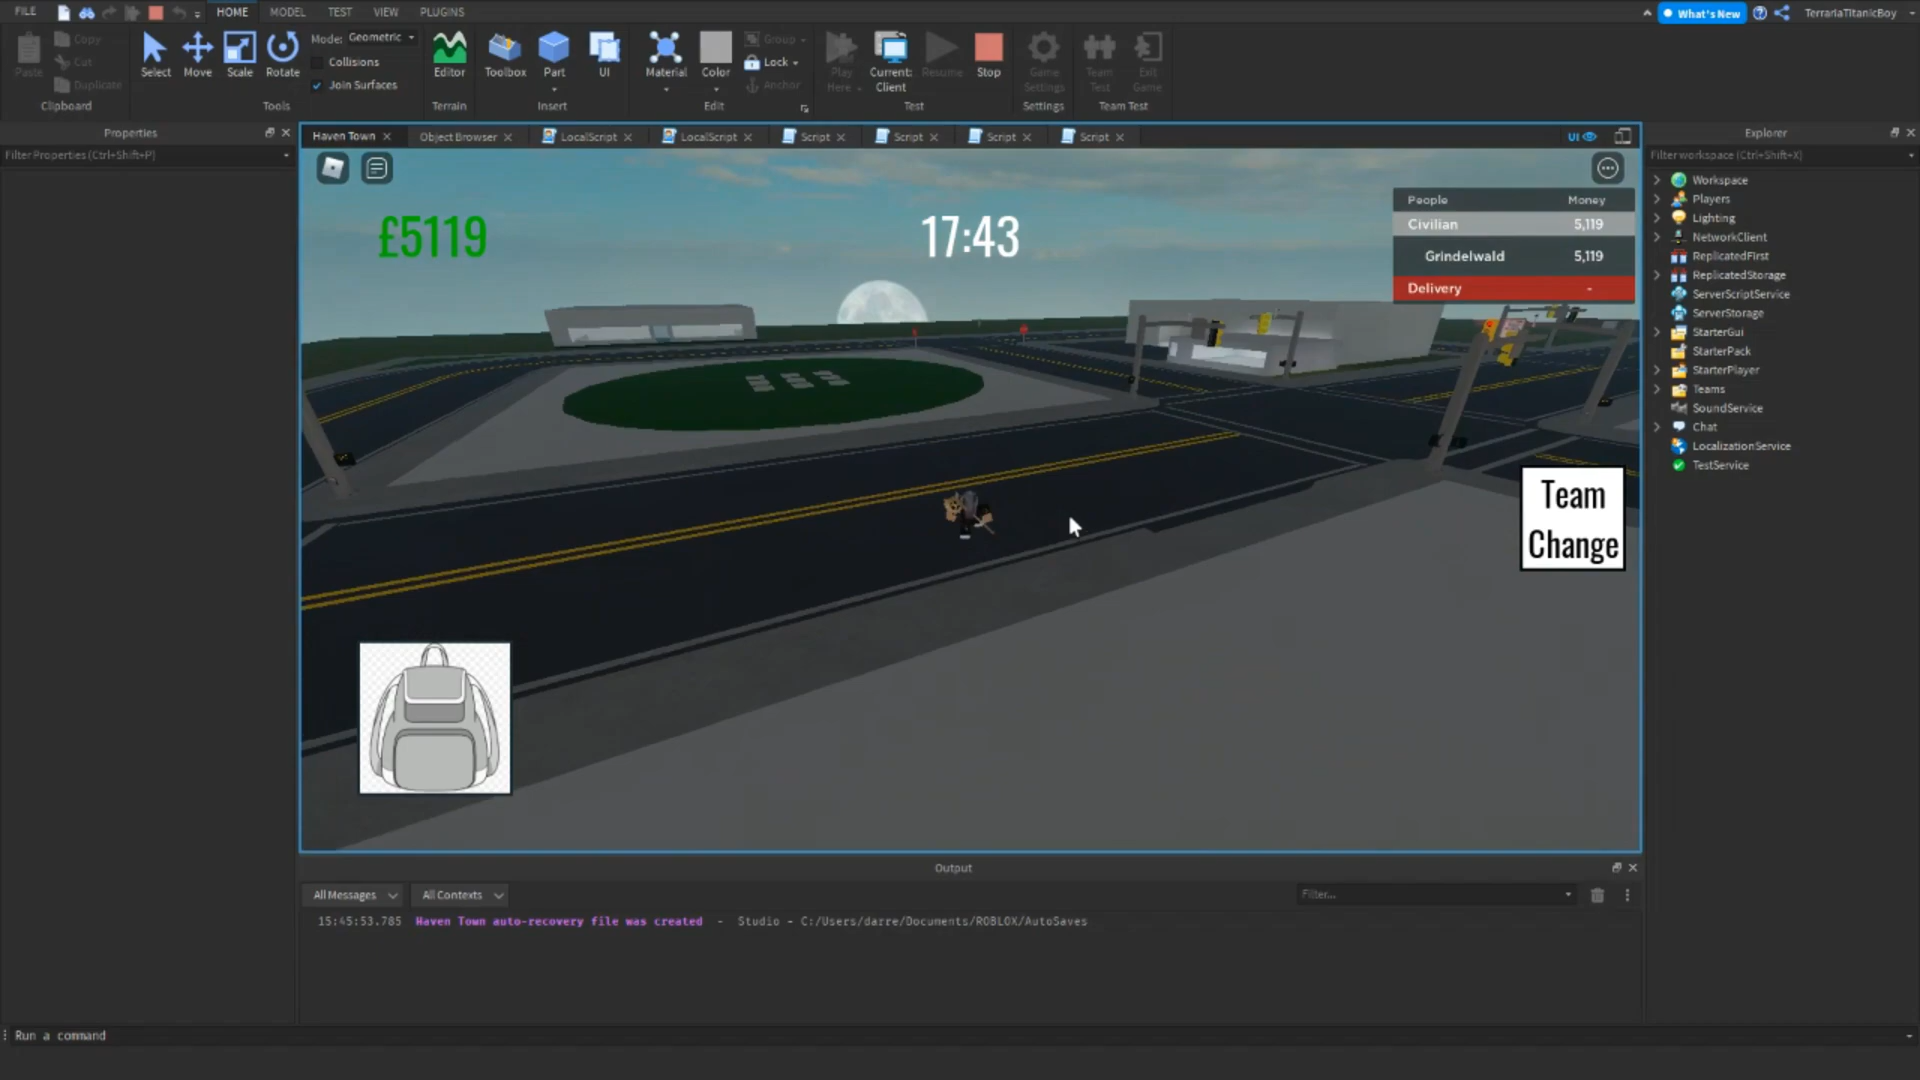 FILE
HOME
MODEL
TEST
VIEW
PLUGINS
What's New
TerrariaTitanicBoy
Paste
Copy
Cut
Duplicate
Clipboard
Select
Move
Scale
Rotate
Mode: Geometric
Collisions
Join Surfaces
Tools
Editor
Terrain
Toolbox
Part
UI
Insert
Material
Color
Group
Lock
Anchor
Edit
Play
Here
Current:
Client
Resume
Stop
Test
Game
Settings
Settings
Team
Test
Exit
Game
Team Test
Properties
Filter Properties (Ctrl+Shift+P)
Haven Town
Object Browser
LocalScript
LocalScript
Script
Script
Script
Script
UI
Explorer
Filter workspace (Ctrl+Shift+X)
Workspace
Players
Lighting
NetworkClient
ReplicatedFirst
ReplicatedStorage
ServerScriptService
ServerStorage
StarterGui
StarterPack
StarterPlayer
Teams
SoundService
Chat
LocalizationService
TestService
£5119
17:43
People Money
Civilian 5,119
Grindelwald 5,119
Delivery -
Team
Change
Output
All Messages
All Contexts
Filter...
15:45:53.785 Haven Town auto-recovery file was created - Studio - C:/Users/darre/Documents/ROBLOX/AutoSaves
Run a command